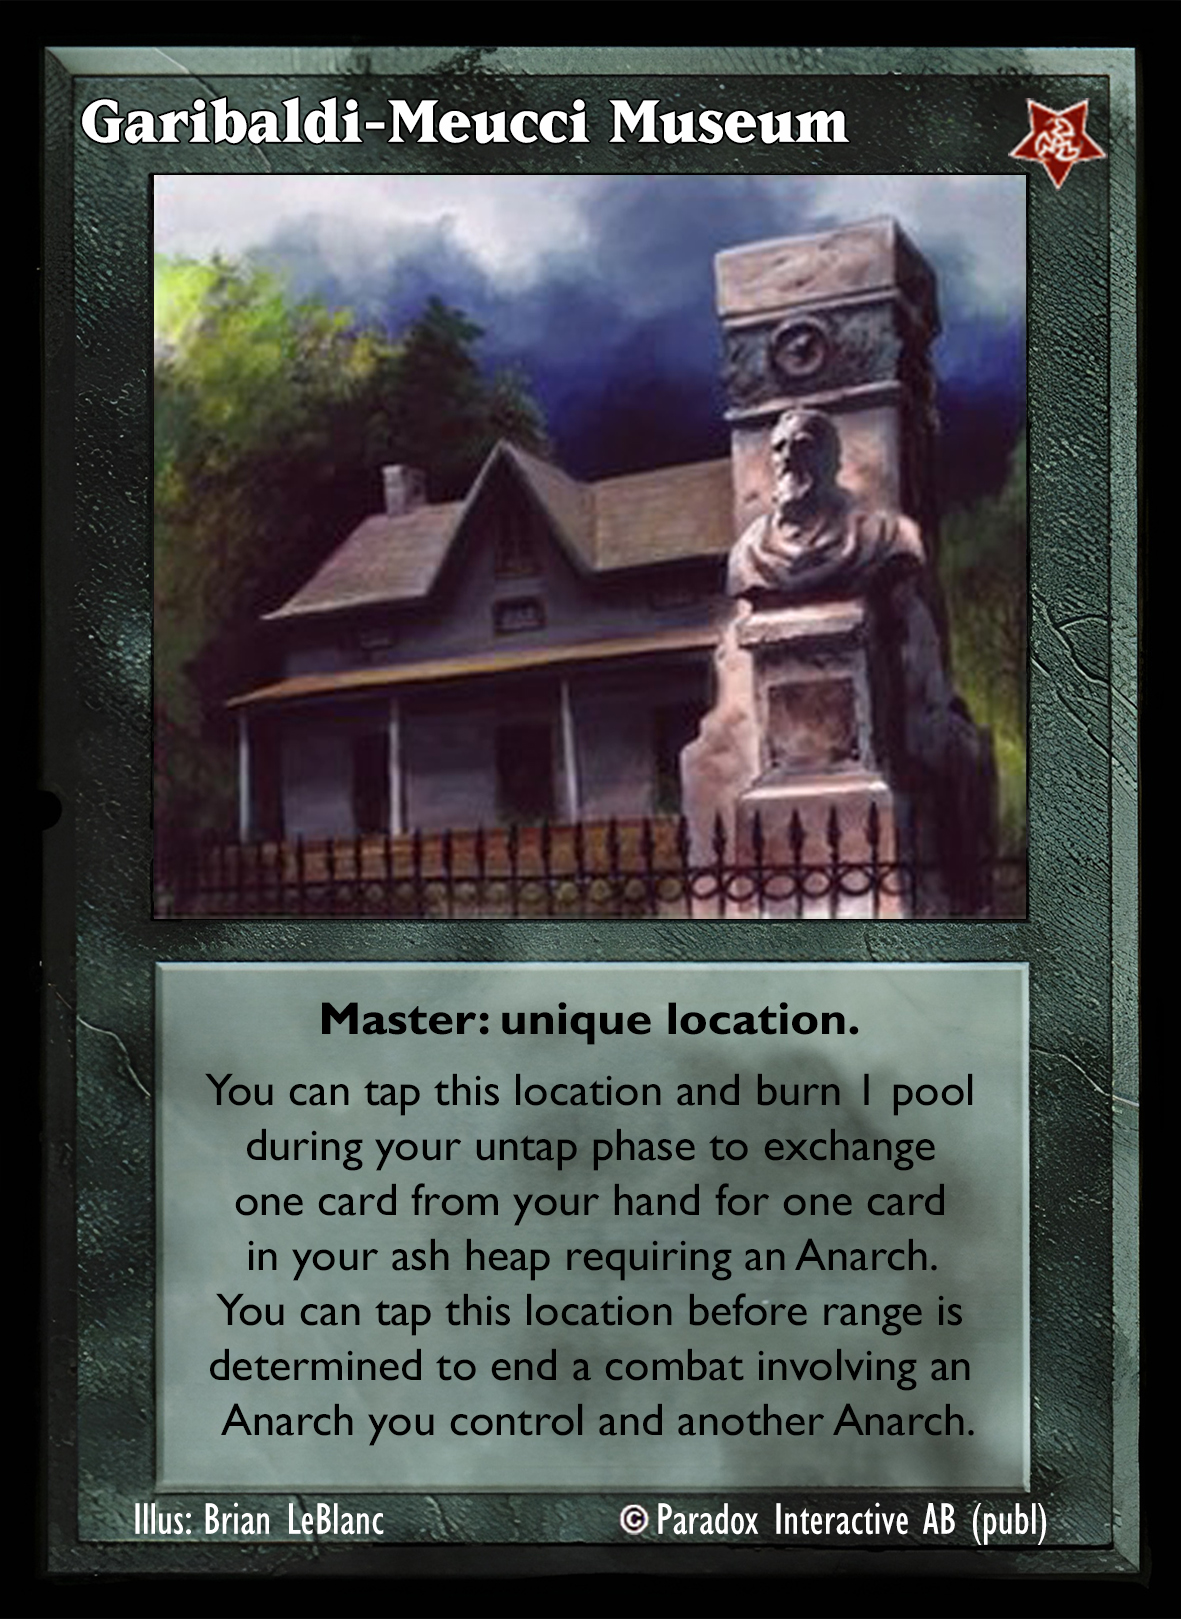 Garibaldi-Meucci Museum
Master: unique location.
You can tap this location and burn 1 pool
during your untap phase to exchange
one card from your hand for one card
in your ash heap requiring an Anarch.
You can tap this location before range is
determined to end a combat involving an
Anarch you control and another Anarch.
Illus: Brian LeBlanc
© Paradox Interactive AB (publ)